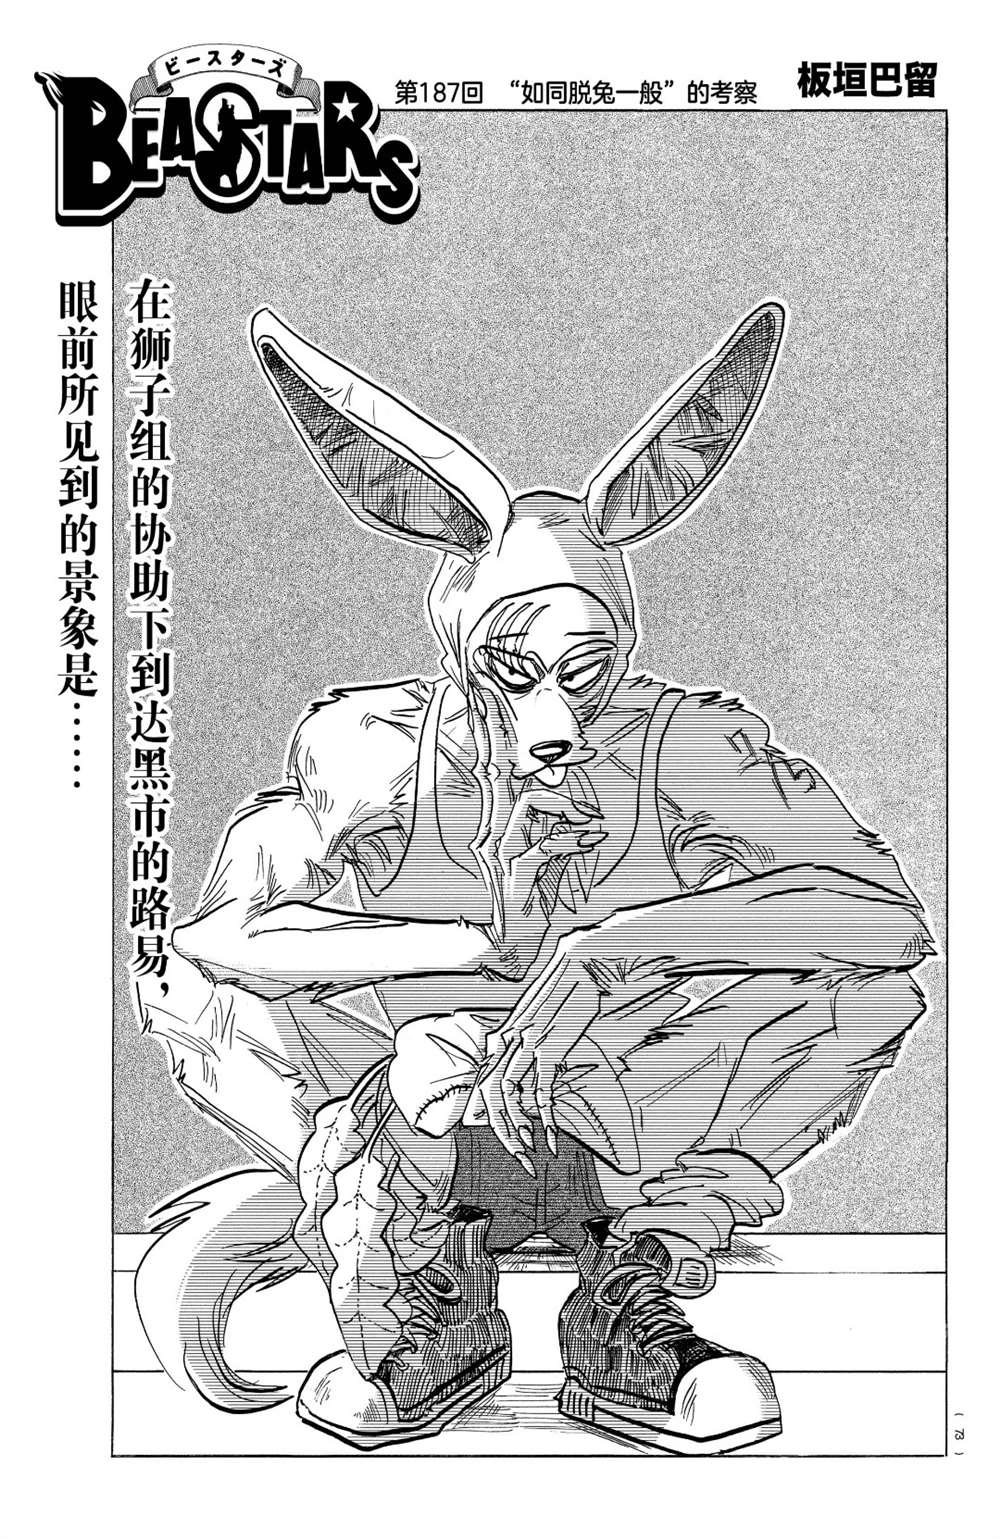 ビースターズ
BEASTARS
第187回 “如同脱兔一般”的考察
板垣巴留
在狮子组的协助下到达黑市的路易，
眼前所见到的景象是……
( 73 )